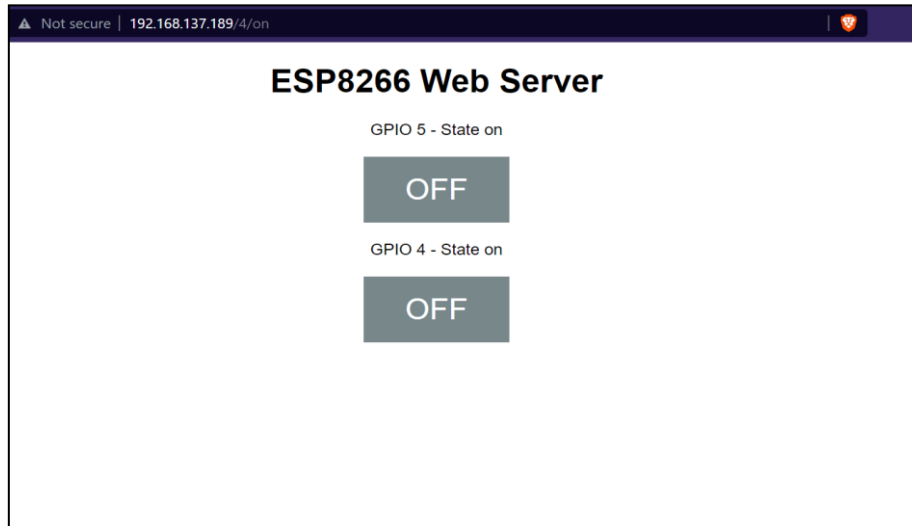 Not secure | 192.168.137.189/4/on
ESP8266 Web Server
GPIO 5 - State on
OFF
GPIO 4 - State on
OFF